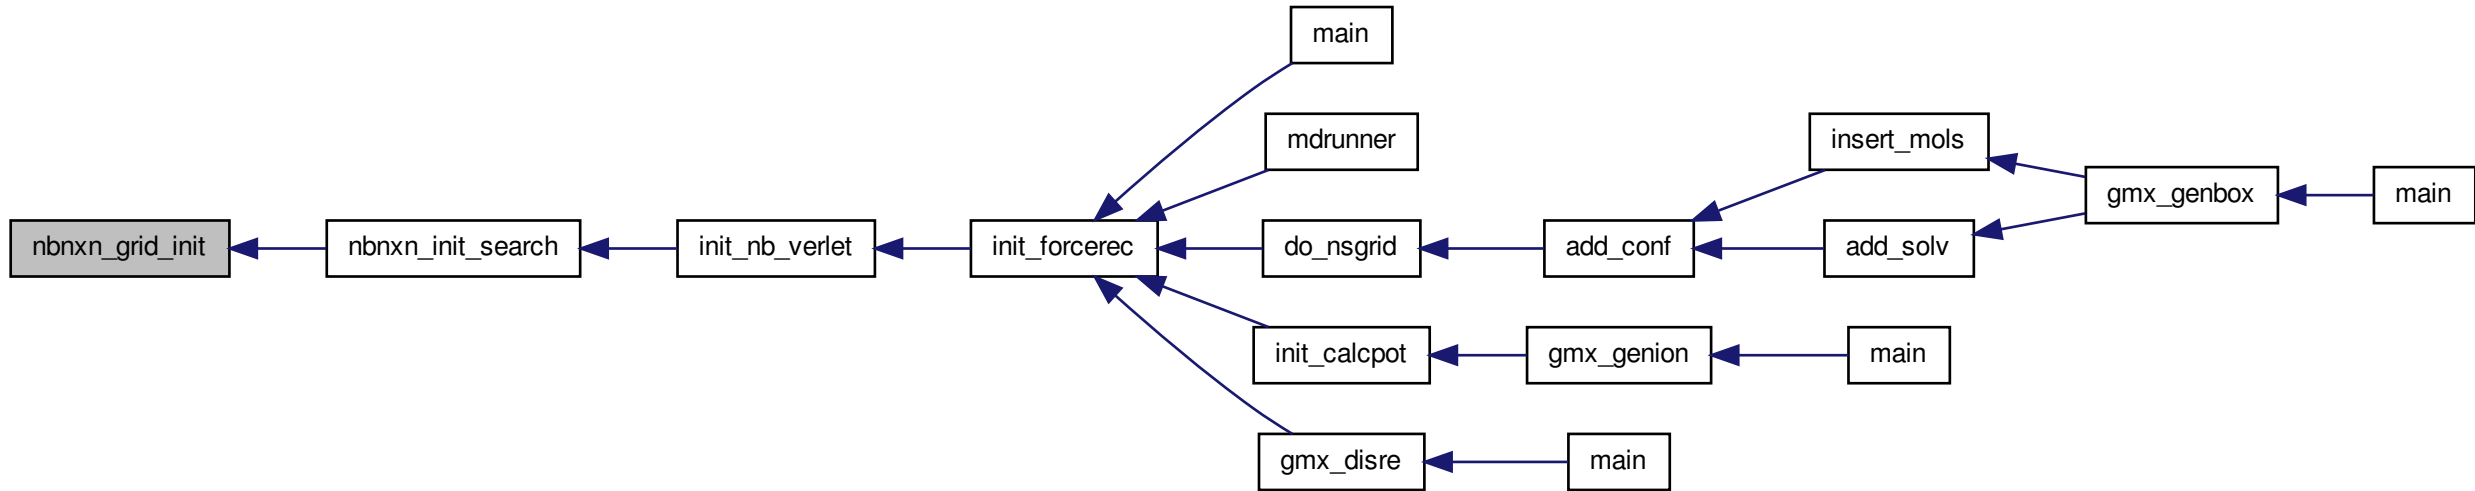 main
mdrunner
insert_mols
gmx_genbox
main
nbnxn_grid_init
nbnxn_init_search
init_nb_verlet
init_forcerec
do_nsgrid
add_conf
add_solv
init_calcpot
gmx_genion
main
gmx_disre
main